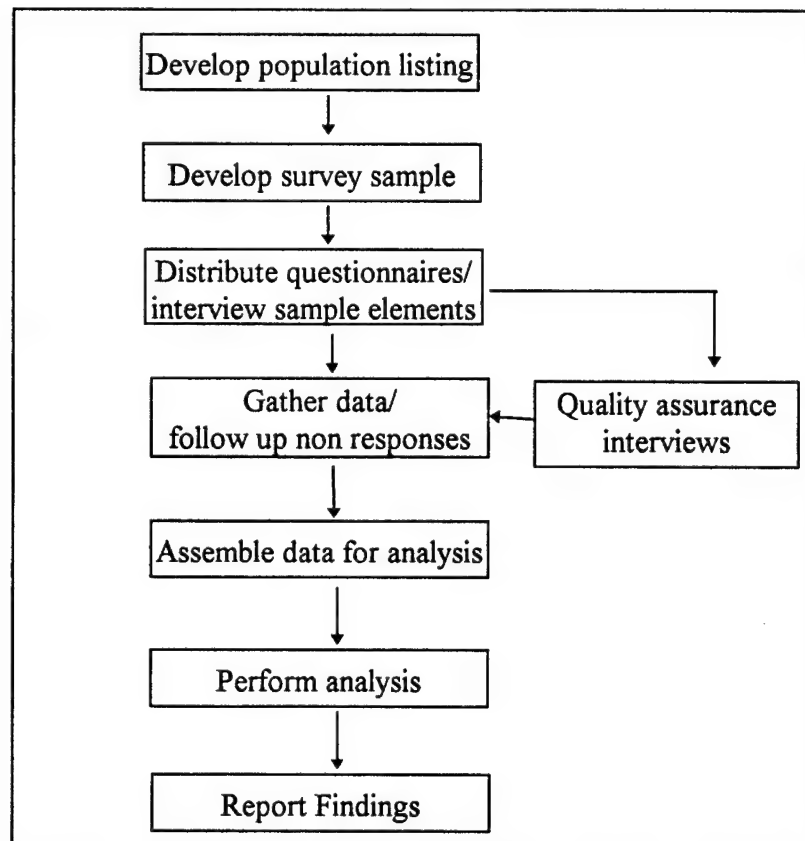 Develop population listing
Develop survey sample
Distribute questionnaires/
interview sample elements
Gather data/
follow up non responses
Quality assurance
interviews
Assemble data for analysis
Perform analysis
Report Findings